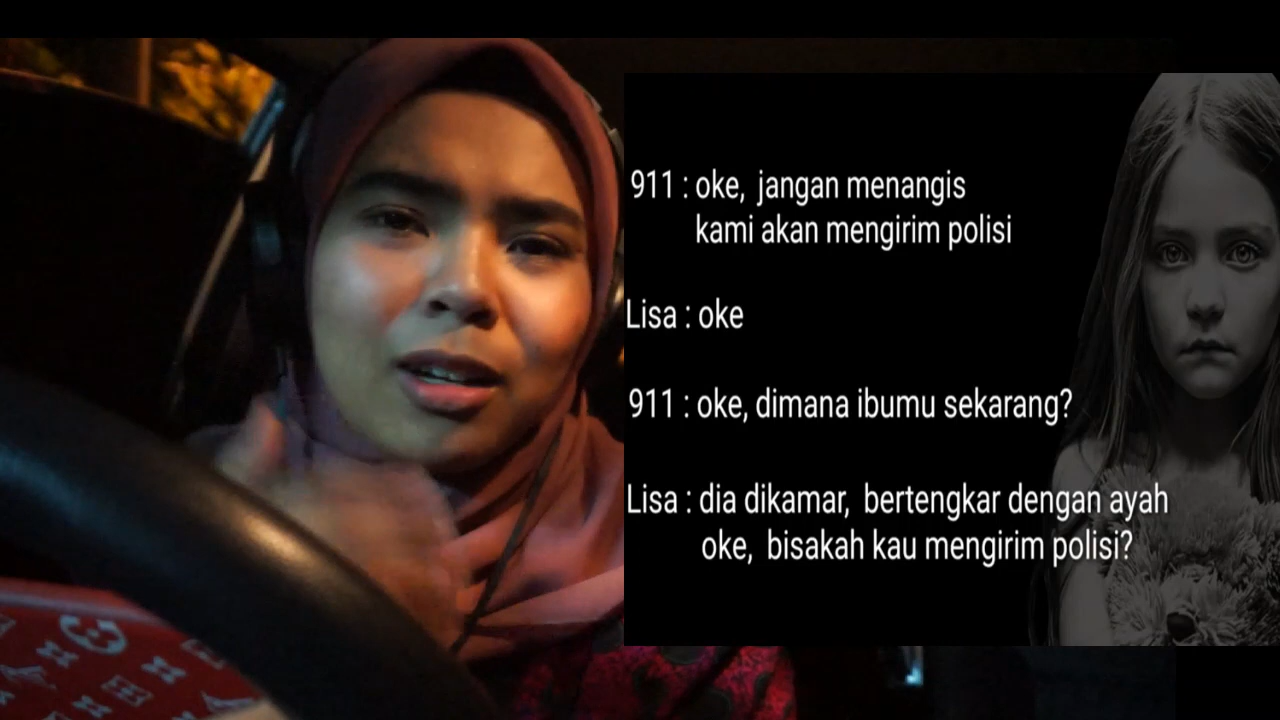 911 : oke, jangan menangis
kami akan mengirim polisi
Lisa : oke
911 : oke, dimana ibumu sekarang?
Lisa : dia dikamar, bertengkar dengan ayah
oke, bisakah kau mengirim polisi?